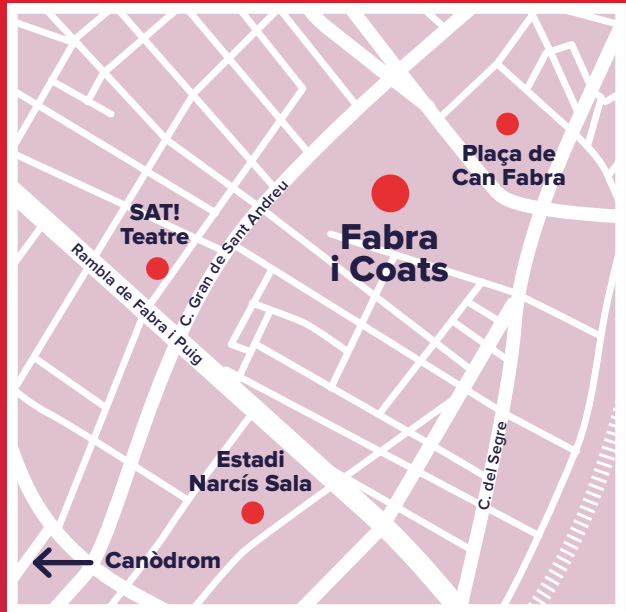 Plaça de
Can Fabra
SAT!
Teatre
Fabra
i Coats
C. Gran de Sant Andreu
Rambla de Fabra i Puig
Estadi
Narcís Sala
C. del Segre
Canòdrom